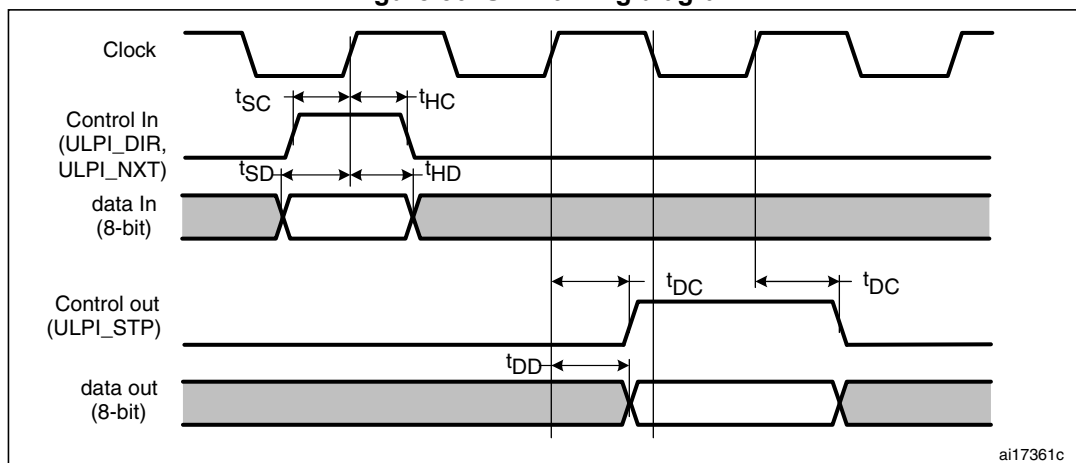 Clock
tSC
tHC
Control In
(ULPI_DIR,
ULPI_NXT)
tSD
tHD
data In
(8-bit)
Control out
(ULPI_STP)
tDC
tDC
tDD
data out
(8-bit)
ai17361c